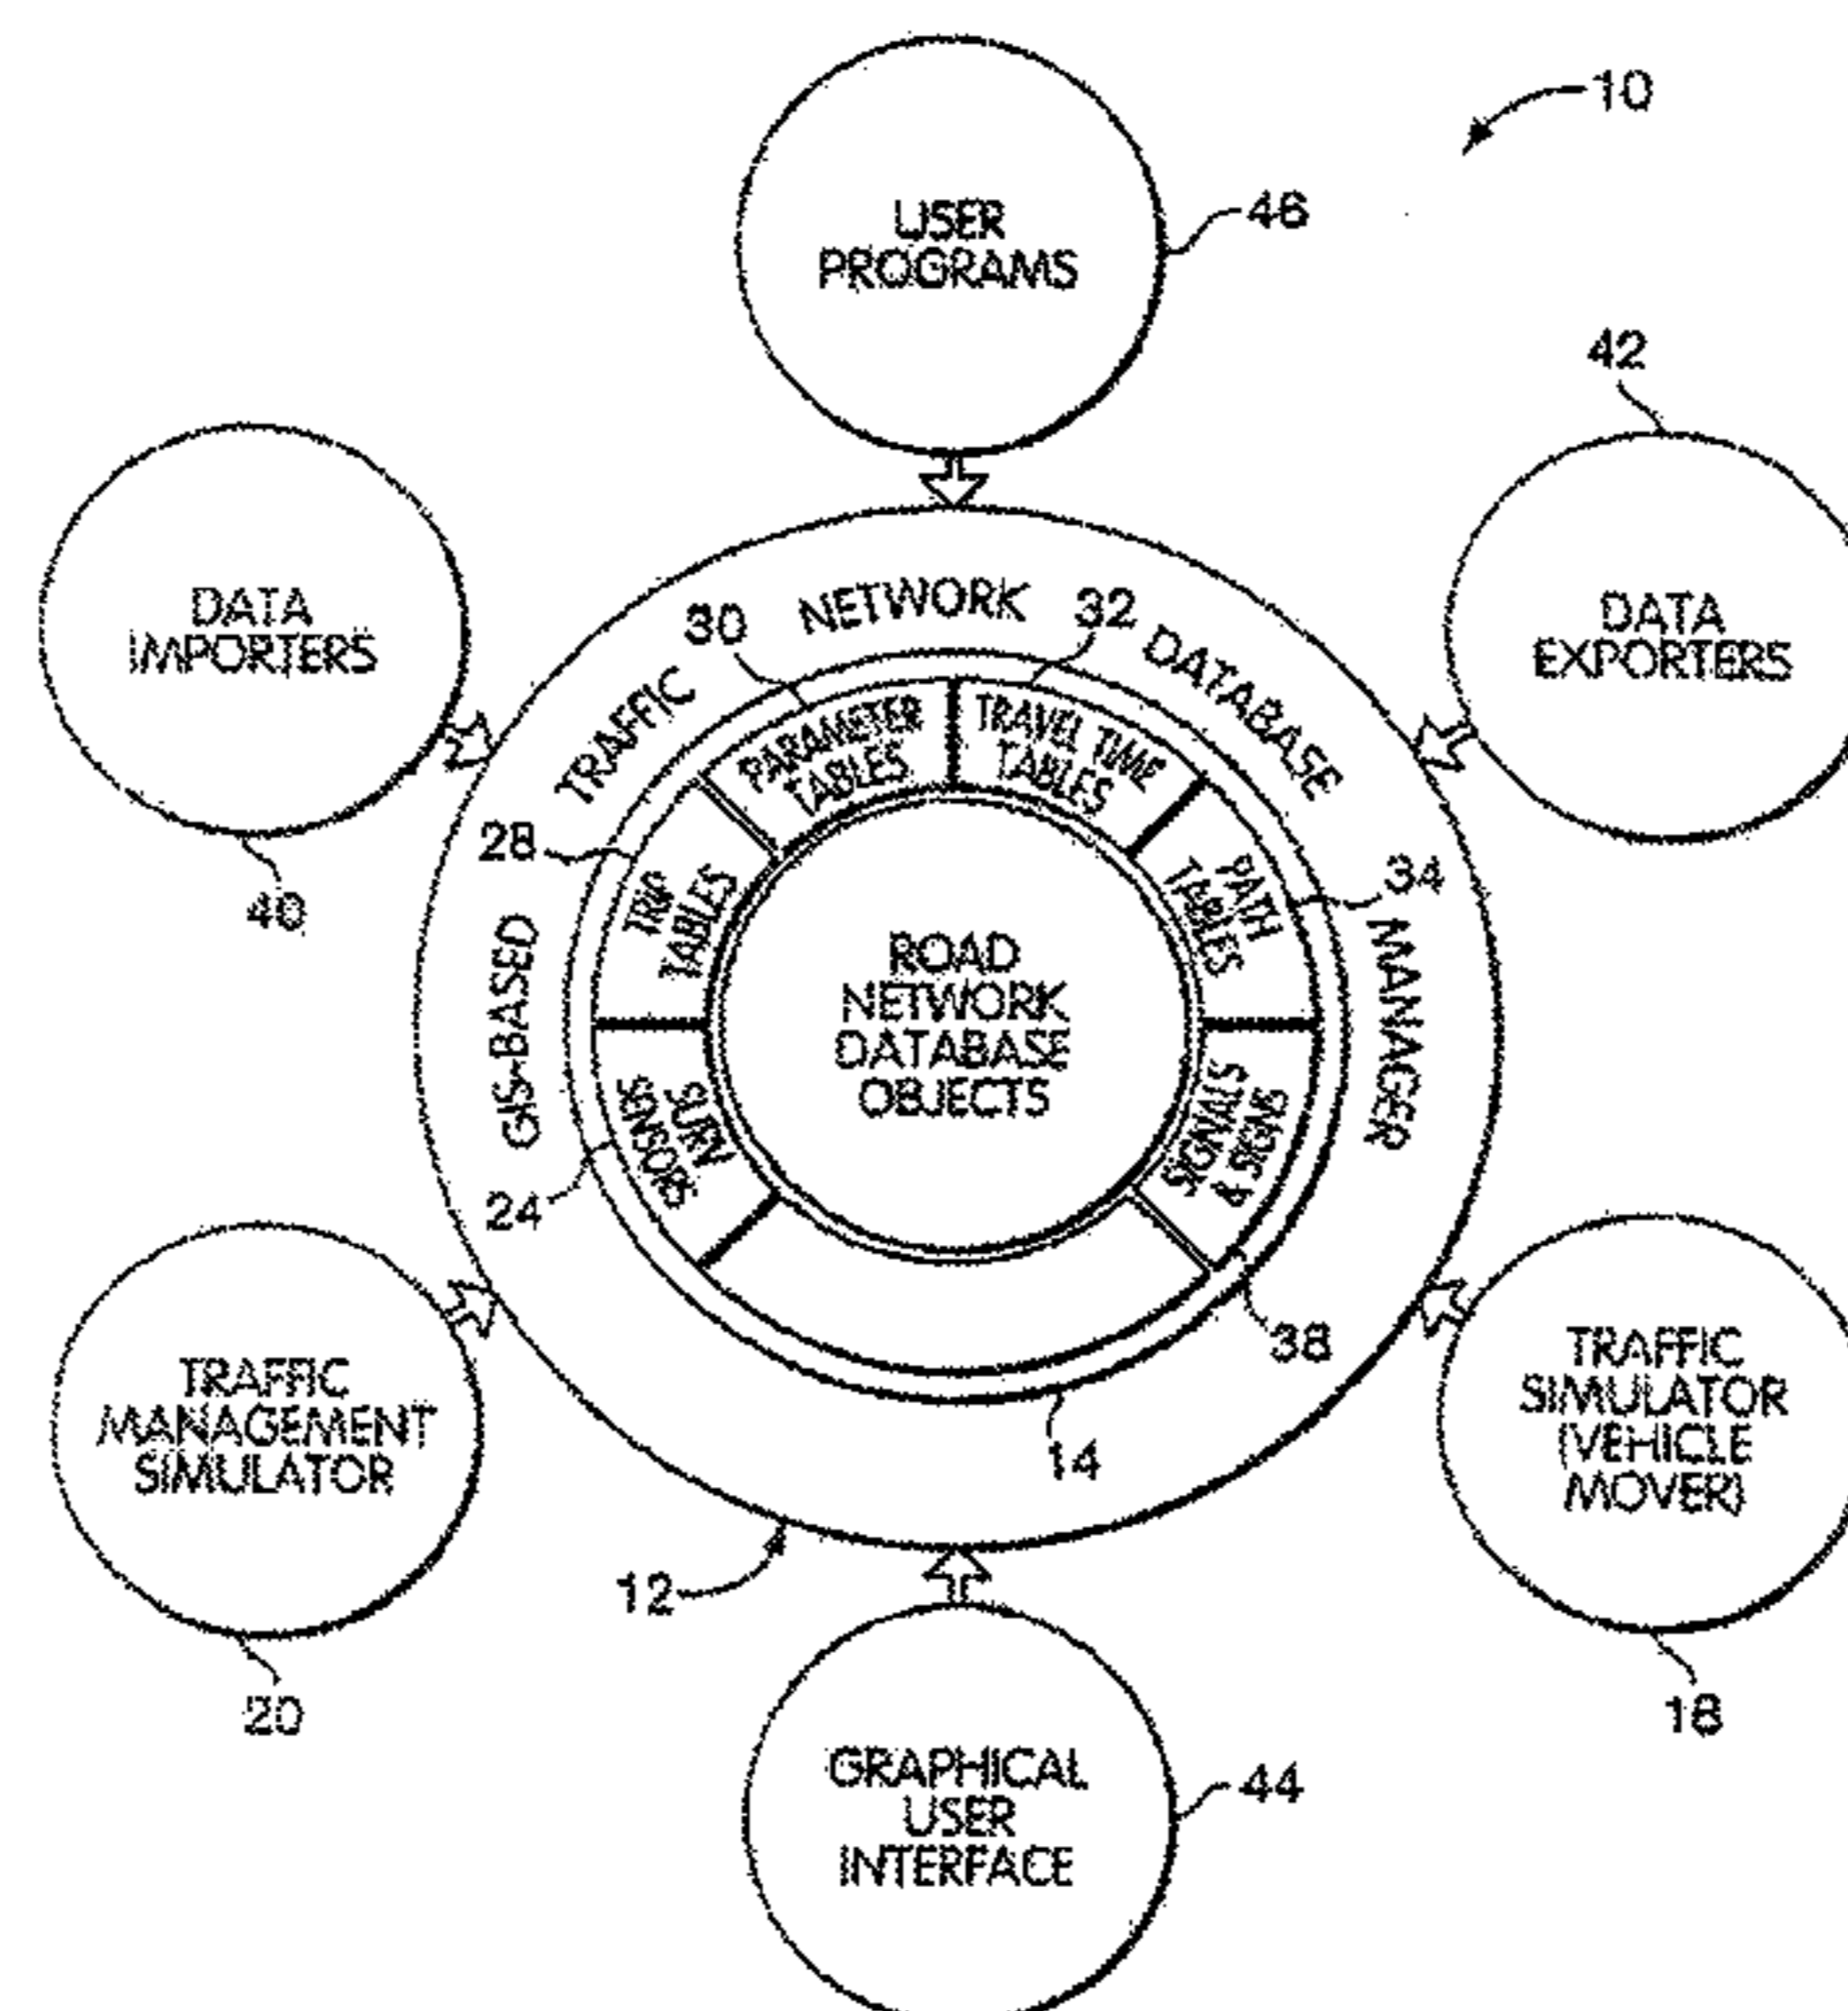 10
USER
PROGRAMS
46
42
DATA
IMPORTERS
40
DATA
EXPORTERS
GIS-BASED TRAFFIC NETWORK DATABASE MANAGER
30
32
PARAMETER
TABLES
TRAVEL TIME
TABLES
28
TRIP
TABLES
PATH
TABLES
34
ROAD
NETWORK
DATABASE
OBJECTS
24
SENSORS
SIGNALS
& SIGNS
38
14
12
TRAFFIC
MANAGEMENT
SIMULATOR
20
TRAFFIC
SIMULATOR
(VEHICLE
MOVER)
18
GRAPHICAL
USER
INTERFACE
44